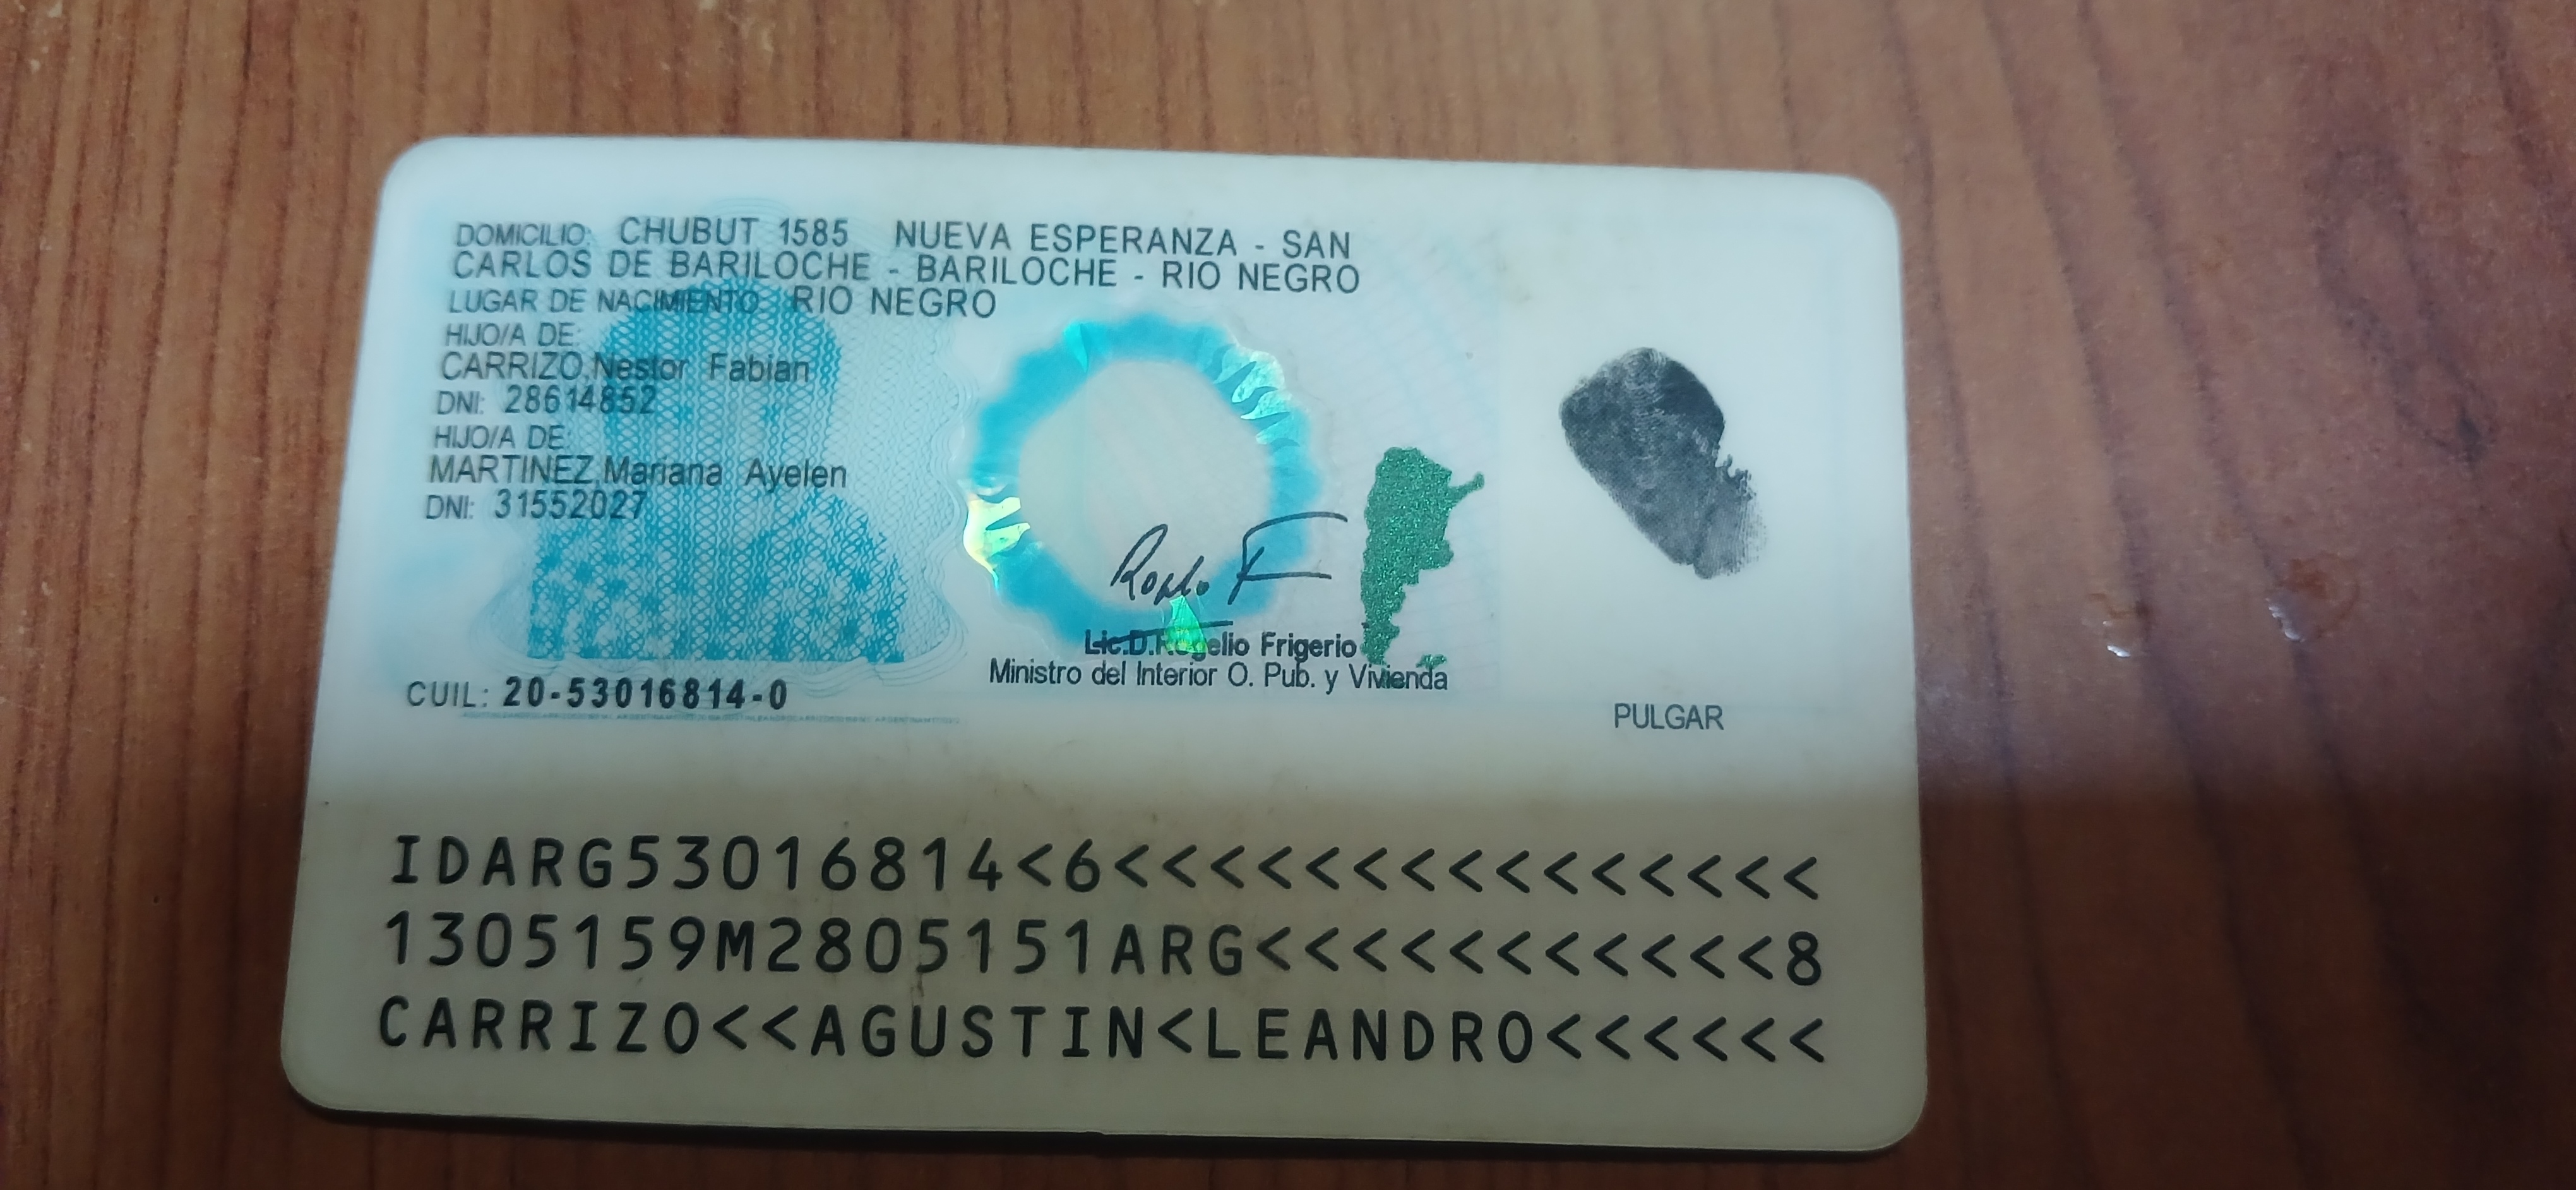 DOMICILIO: CHUBUT 1585 NUEVA ESPERANZA - SAN
CARLOS DE BARILOCHE - BARILOCHE - RIO NEGRO
LUGAR DE NACIMIENTO: RIO NEGRO
HIJO/A DE:
CARRIZO,Nestor Fabian
DNI: 28614852
HIJO/A DE:
MARTINEZ,Mariana Ayelen
DNI: 31552027
Lic.D.Rogelio Frigerio
Ministro del Interior O. Pub. y Vivienda
CUIL: 20-53016814-0
PULGAR
IDARG53016814<6<<<<<<<<<<<<<<<
1305159M2805151ARG<<<<<<<<<<<8
CARRIZO<<AGUSTIN<LEANDRO<<<<<<